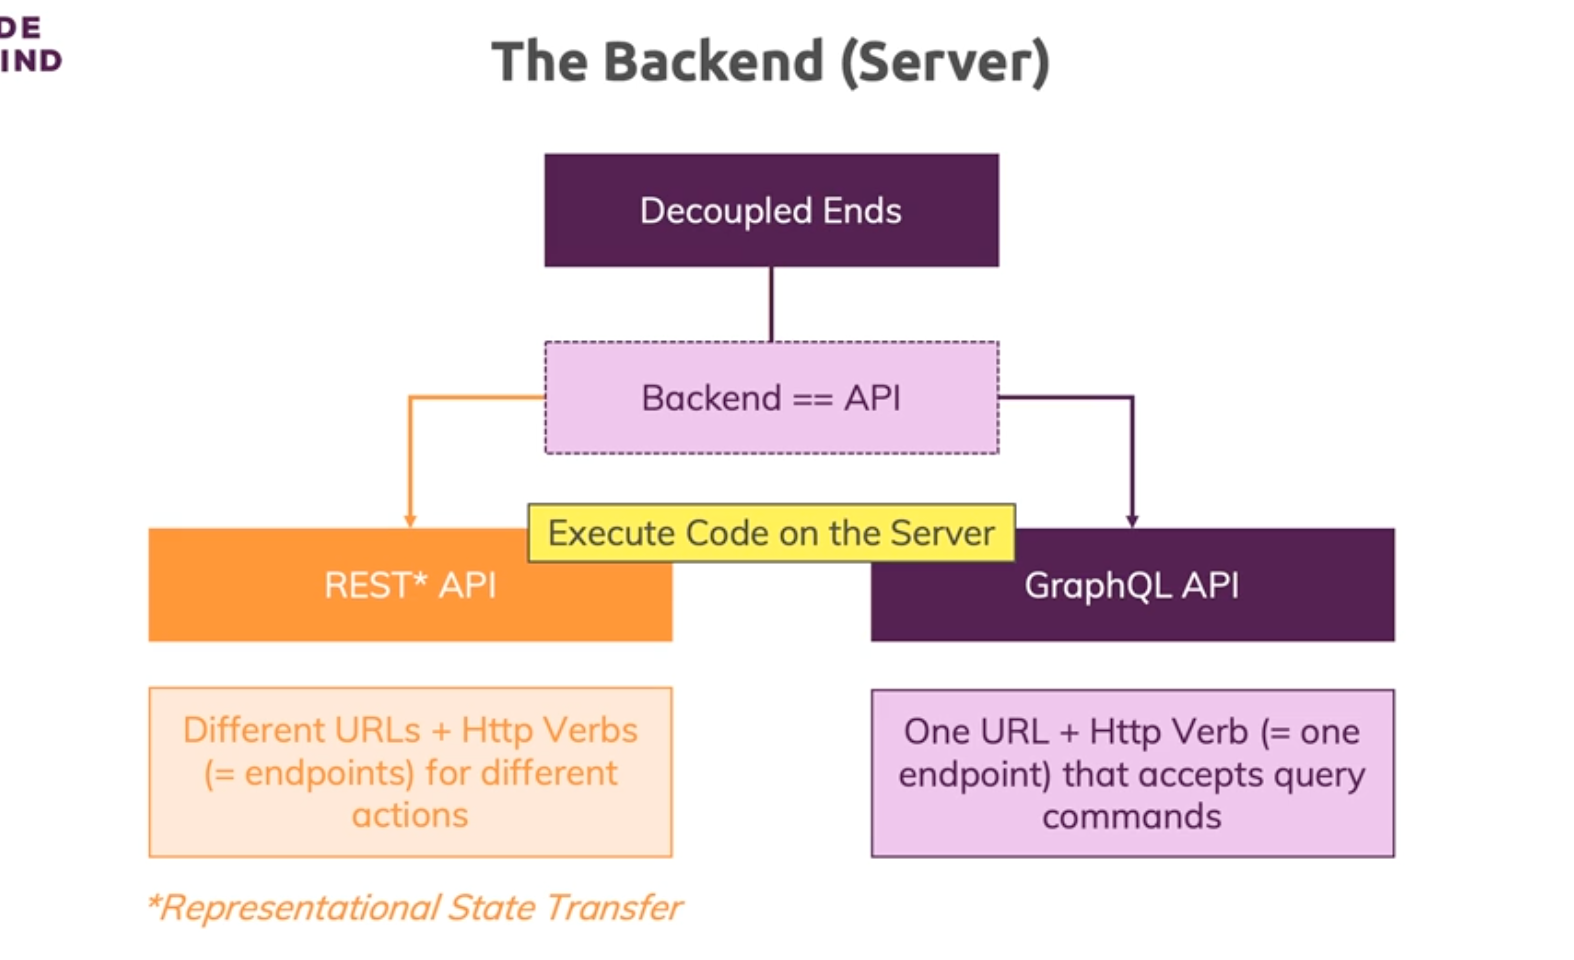 DE
IND
The Backend (Server)
Decoupled Ends
Backend == API
Execute Code on the Server
REST* API
GraphQL API
Different URLs + Http Verbs
(= endpoints) for different
actions
One URL + Http Verb (= one
endpoint) that accepts query
commands
*Representational State Transfer